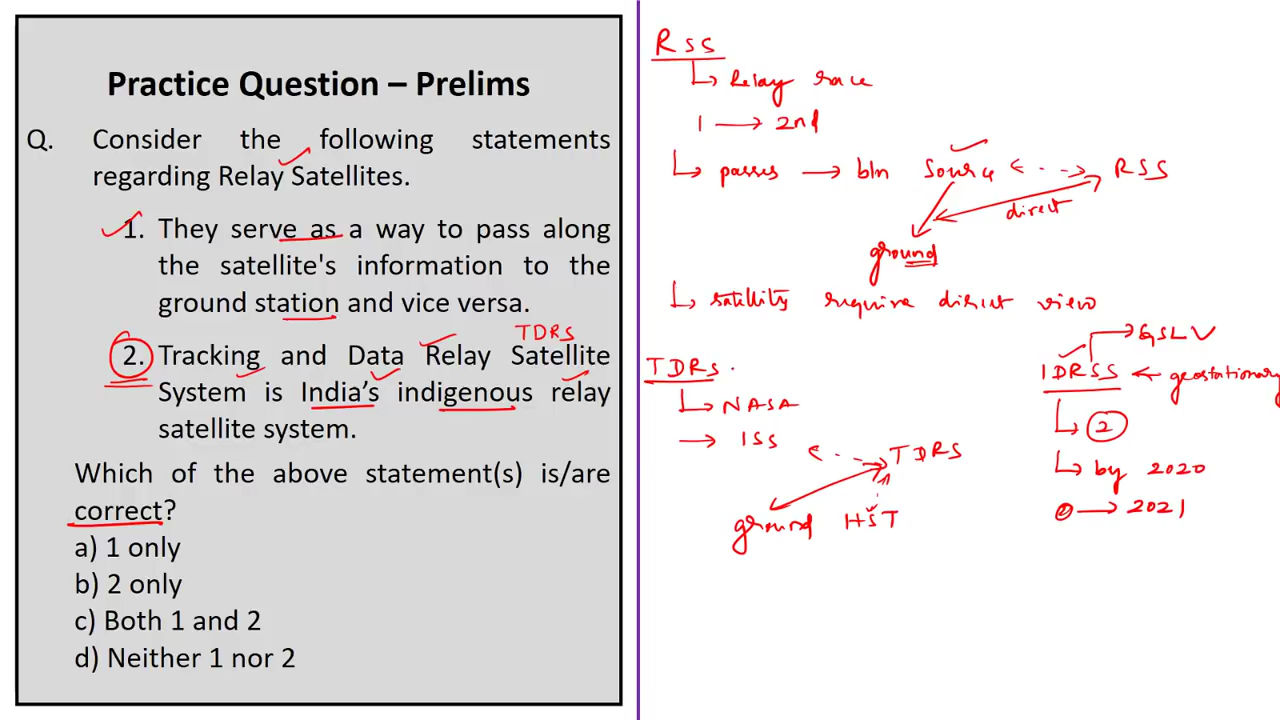 Practice Question – Prelims
Q. Consider the following statements
regarding Relay Satellites.
1. They serve as a way to pass along
the satellite's information to the
ground station and vice versa.
TDRS
2. Tracking and Data Relay Satellite
System is India's indigenous relay
satellite system.
Which of the above statement(s) is/are
correct?
a) 1 only
b) 2 only
c) Both 1 and 2
d) Neither 1 nor 2
RSS
Relay race
1 → 2nd
passes → btn Source RSS
direct
ground
satellites require direct view
TDRS
NASA
→ ISS
TDRS
ground HST
GSLV
IDRSS ← geostationary
2
by 2020
→ 2021